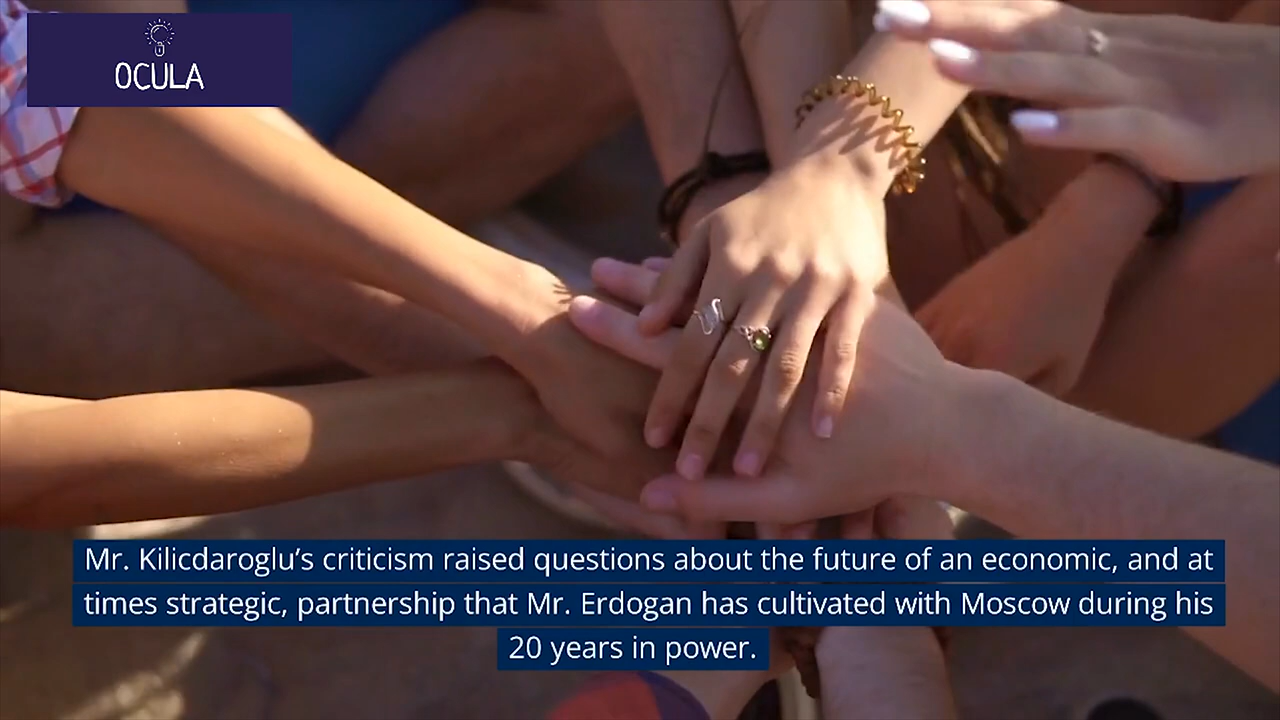 OCULA
Mr. Kilicdaroglu’s criticism raised questions about the future of an economic, and at
times strategic, partnership that Mr. Erdogan has cultivated with Moscow during his
20 years in power.